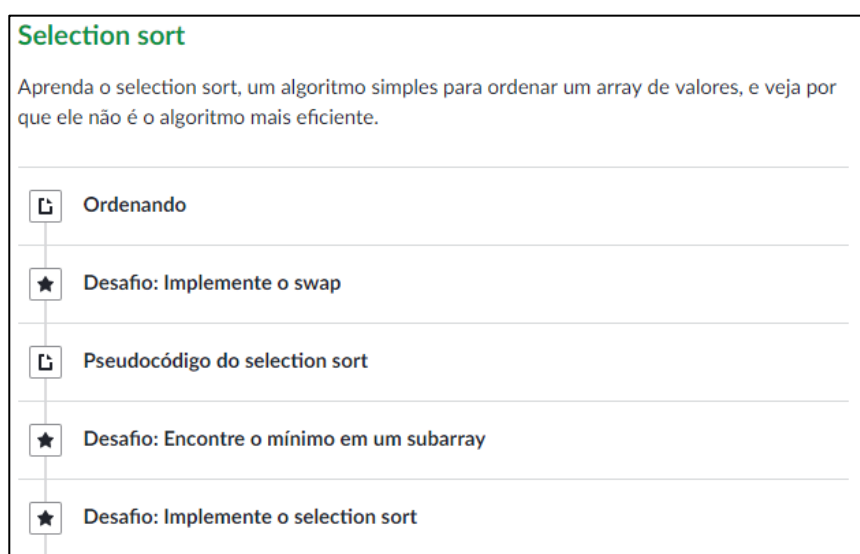 Selection sort
Aprenda o selection sort, um algoritmo simples para ordenar um array de valores, e veja por
que ele não é o algoritmo mais eficiente.
Ordenando
Desafio: Implemente o swap
Pseudocódigo do selection sort
Desafio: Encontre o mínimo em um subarray
Desafio: Implemente o selection sort